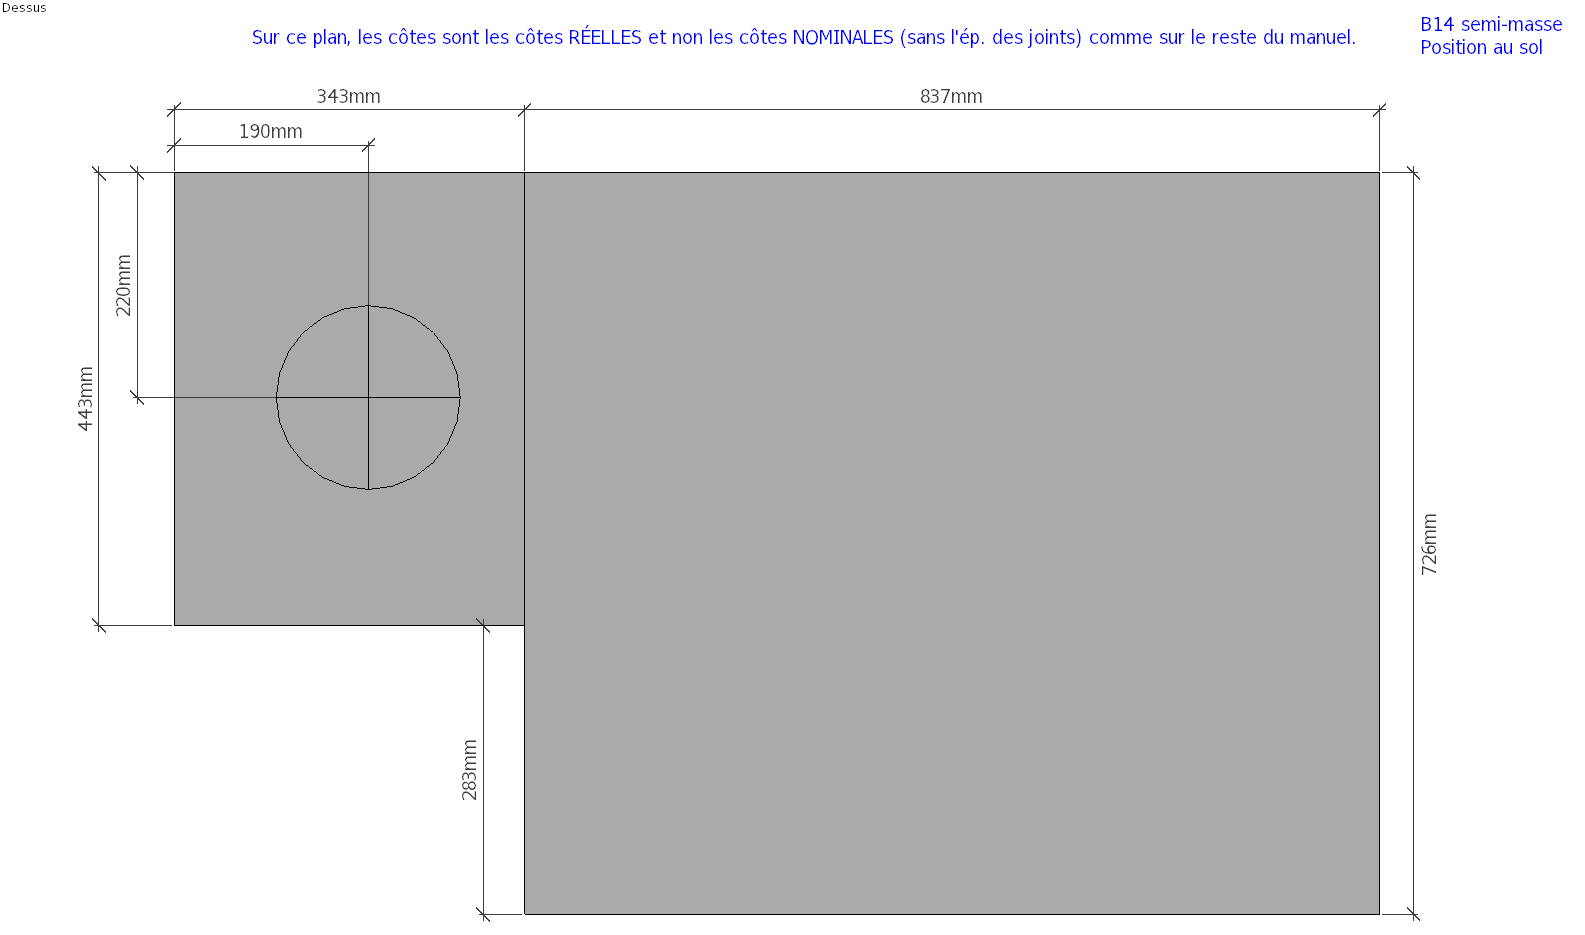 Dessus
Sur ce plan, les côtes sont les côtes RÉELLES et non les côtes NOMINALES (sans l'ép. des joints) comme sur le reste du manuel.
B14 semi-masse
Position au sol
343mm
837mm
190mm
220mm
443mm
726mm
283mm